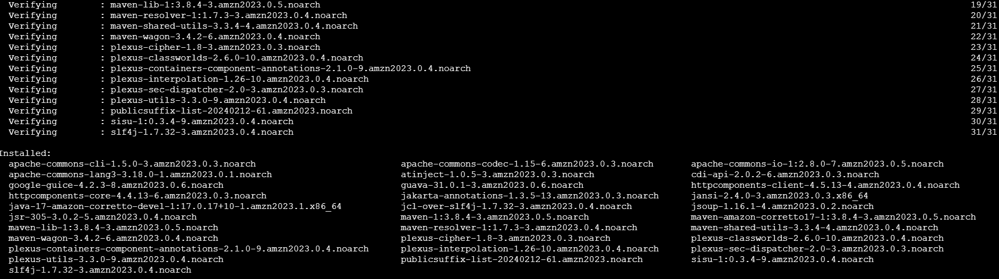 Verifying : maven-lib-1:3.8.4-3.amzn2023.0.5.noarch 19/31
Verifying : maven-resolver-1:1.7.3-3.amzn2023.0.4.noarch 20/31
Verifying : maven-shared-utils-3.3.4-4.amzn2023.0.4.noarch 21/31
Verifying : maven-wagon-3.4.2-6.amzn2023.0.4.noarch 22/31
Verifying : plexus-cipher-1.8-3.amzn2023.0.3.noarch 23/31
Verifying : plexus-classworlds-2.6.0-10.amzn2023.0.4.noarch 24/31
Verifying : plexus-containers-component-annotations-2.1.0-9.amzn2023.0.4.noarch 25/31
Verifying : plexus-interpolation-1.26-10.amzn2023.0.4.noarch 26/31
Verifying : plexus-sec-dispatcher-2.0-3.amzn2023.0.3.noarch 27/31
Verifying : plexus-utils-3.3.0-9.amzn2023.0.4.noarch 28/31
Verifying : publicsuffix-list-20240212-61.amzn2023.noarch 29/31
Verifying : sisu-1:0.3.4-9.amzn2023.0.4.noarch 30/31
Verifying : slf4j-1.7.32-3.amzn2023.0.4.noarch 31/31
Installed:
apache-commons-cli-1.5.0-3.amzn2023.0.3.noarch apache-commons-codec-1.15-6.amzn2023.0.3.noarch apache-commons-io-1:2.8.0-7.amzn2023.0.5.noarch
apache-commons-lang3-3.18.0-1.amzn2023.0.1.noarch atinject-1.0.5-3.amzn2023.0.3.noarch cdi-api-2.0.2-6.amzn2023.0.3.noarch
google-guice-4.2.3-8.amzn2023.0.6.noarch guava-31.0.1-3.amzn2023.0.6.noarch httpcomponents-client-4.5.13-4.amzn2023.0.4.noarch
httpcomponents-core-4.4.13-6.amzn2023.0.3.noarch jakarta-annotations-1.3.5-13.amzn2023.0.3.noarch jansi-2.4.0-3.amzn2023.0.3.x86_64
java-17-amazon-corretto-devel-1:17.0.17+10-1.amzn2023.1.x86_64 jcl-over-slf4j-1.7.32-3.amzn2023.0.4.noarch jsoup-1.16.1-4.amzn2023.0.2.noarch
jsr-305-3.0.2-5.amzn2023.0.4.noarch maven-1:3.8.4-3.amzn2023.0.5.noarch maven-amazon-corretto17-1:3.8.4-3.amzn2023.0.5.noarch
maven-lib-1:3.8.4-3.amzn2023.0.5.noarch maven-resolver-1:1.7.3-3.amzn2023.0.4.noarch maven-shared-utils-3.3.4-4.amzn2023.0.4.noarch
maven-wagon-3.4.2-6.amzn2023.0.4.noarch plexus-cipher-1.8-3.amzn2023.0.3.noarch plexus-classworlds-2.6.0-10.amzn2023.0.4.noarch
plexus-containers-component-annotations-2.1.0-9.amzn2023.0.4.noarch plexus-interpolation-1.26-10.amzn2023.0.4.noarch plexus-sec-dispatcher-2.0-3.amzn2023.0.3.noarch
plexus-utils-3.3.0-9.amzn2023.0.4.noarch publicsuffix-list-20240212-61.amzn2023.noarch sisu-1:0.3.4-9.amzn2023.0.4.noarch
slf4j-1.7.32-3.amzn2023.0.4.noarch